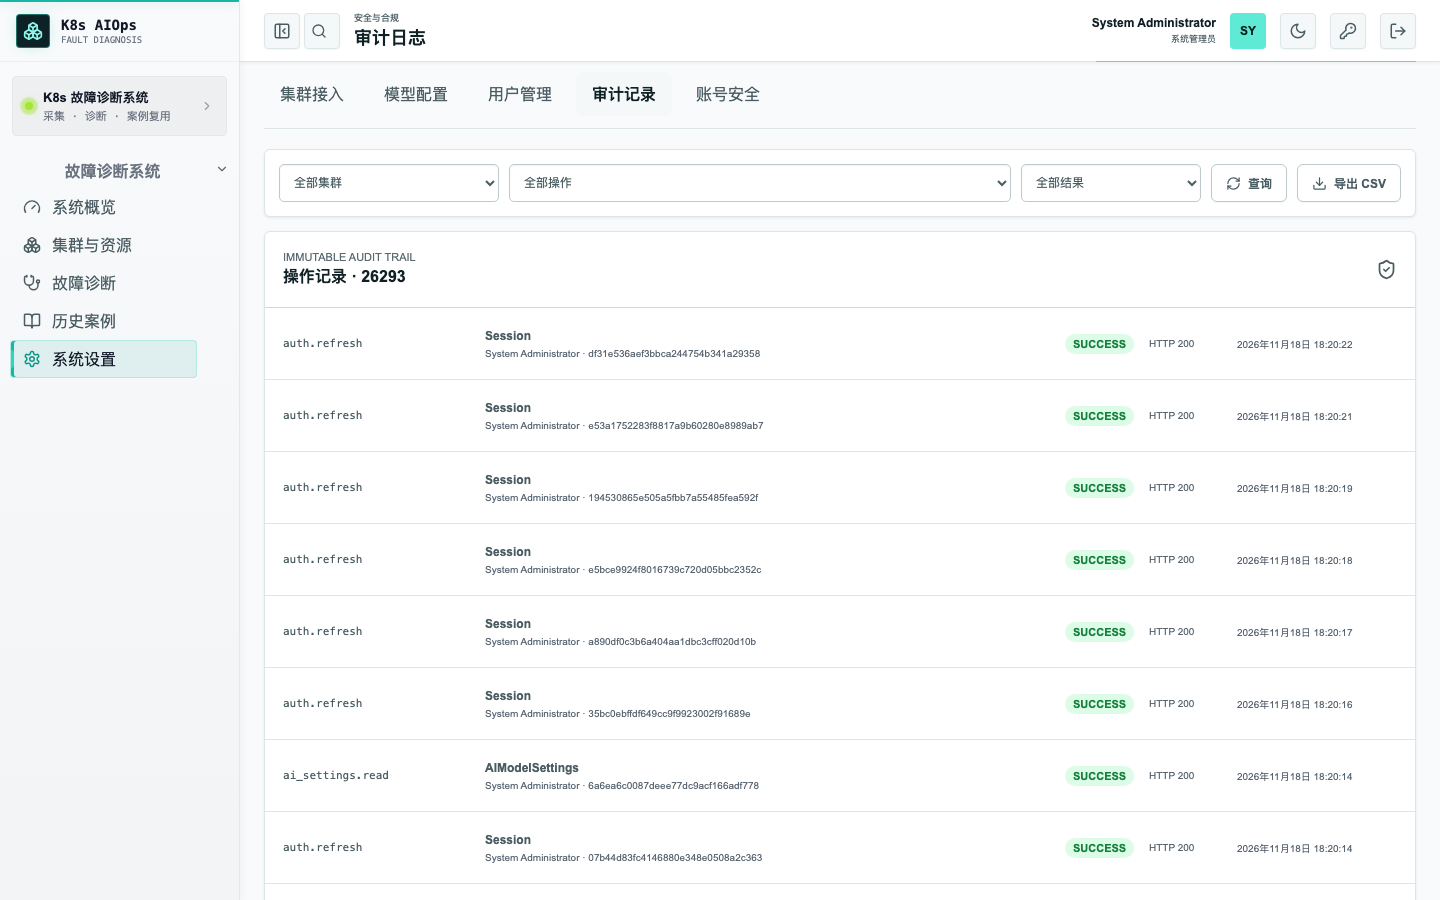 K8s AIOps
FAULT DIAGNOSIS
K8s 故障诊断系统
采集 · 诊断 · 案例复用
故障诊断系统
系统概览
集群与资源
故障诊断
历史案例
系统设置
安全与合规
审计日志
System Administrator
系统管理员
SY
集群接入 模型配置 用户管理 审计记录 账号安全
全部集群 全部操作 全部结果 查询 导出 CSV
IMMUTABLE AUDIT TRAIL
操作记录 · 26293
auth.refresh Session SUCCESS HTTP 200 2026年11月18日 18:20:22
System Administrator · df31e536aef3bbca244754b341a29358
auth.refresh Session SUCCESS HTTP 200 2026年11月18日 18:20:21
System Administrator · e53a1752283f8817a9b60280e8989ab7
auth.refresh Session SUCCESS HTTP 200 2026年11月18日 18:20:19
System Administrator · 194530865e505a5fbb7a55485fea592f
auth.refresh Session SUCCESS HTTP 200 2026年11月18日 18:20:18
System Administrator · e5bce9924f8016739c720d05bbc2352c
auth.refresh Session SUCCESS HTTP 200 2026年11月18日 18:20:17
System Administrator · a890df0c3b6a404aa1dbc3cff020d10b
auth.refresh Session SUCCESS HTTP 200 2026年11月18日 18:20:16
System Administrator · 35bc0ebffdf649cc9f9923002f91689e
ai_settings.read AIModelSettings SUCCESS HTTP 200 2026年11月18日 18:20:14
System Administrator · 6a6ea6c0087deee77dc9acf166adf778
auth.refresh Session SUCCESS HTTP 200 2026年11月18日 18:20:14
System Administrator · 07b44d83fc4146880e348e0508a2c363